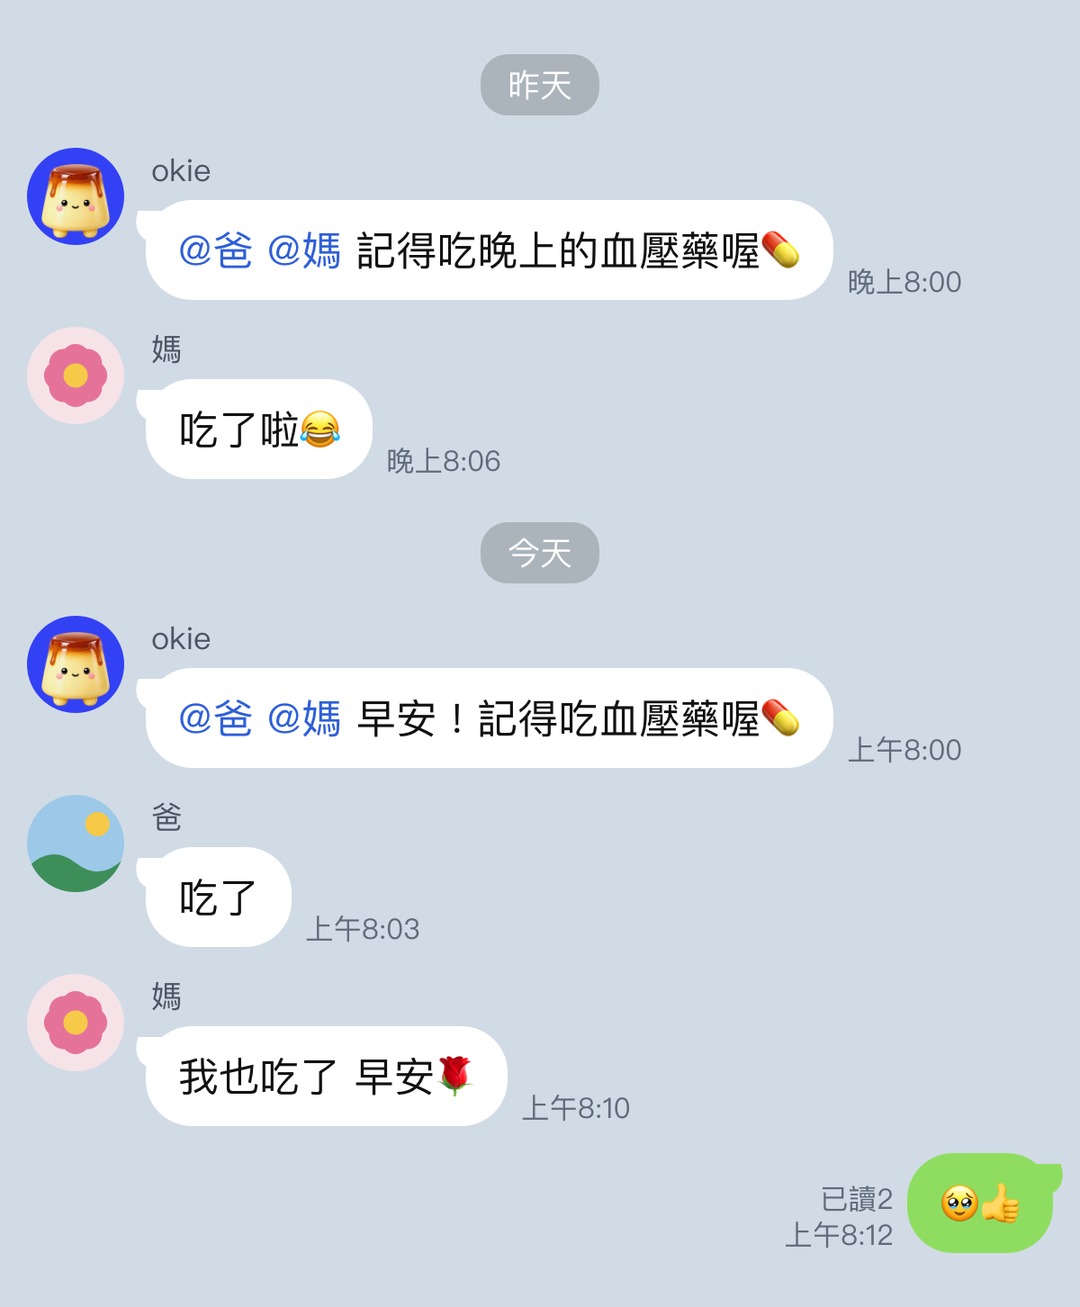 昨天
okie
@爸 @媽 記得吃晚上的血壓藥喔💊
晚上8:00
媽
吃了啦😂
晚上8:06
今天
okie
@爸 @媽 早安！記得吃血壓藥喔💊
上午8:00
爸
吃了
上午8:03
媽
我也吃了 早安🌹
上午8:10
已讀2
上午8:12
🥹👍